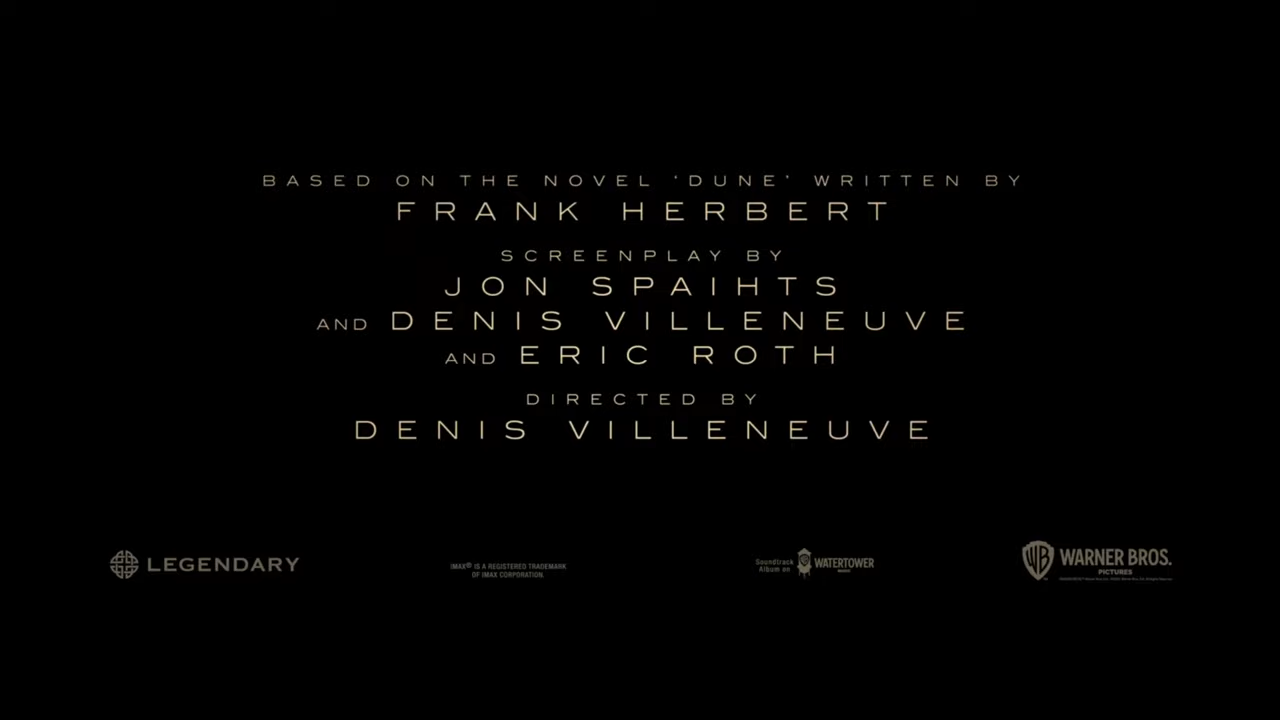 BASED ON THE NOVEL ‘DUNE’ WRITTEN BY
FRANK HERBERT
SCREENPLAY BY
JON SPAIHTS
AND DENIS VILLENEUVE
AND ERIC ROTH
DIRECTED BY
DENIS VILLENEUVE
LEGENDARY
IMAX® IS A REGISTERED TRADEMARK
OF IMAX CORPORATION.
Soundtrack
Album on
WATERTOWER
MUSIC
WB
WARNER BROS.
PICTURES